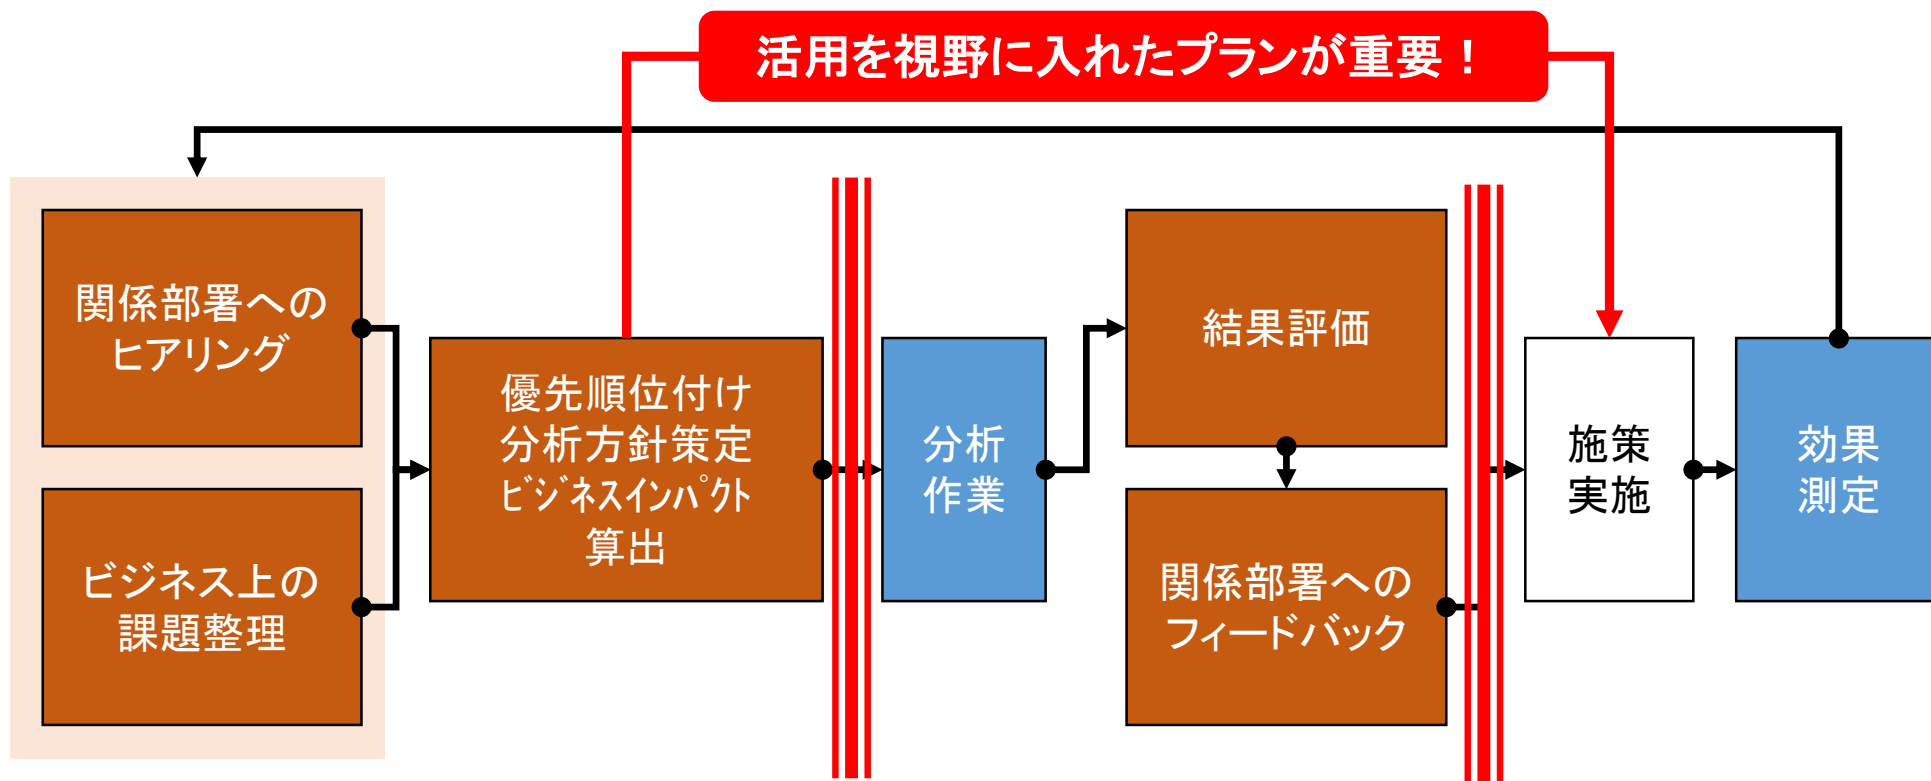 活用を視野に入れたプランが重要！
関係部署への
ヒアリング
ビジネス上の
課題整理
優先順位付け
分析方針策定
ﾋﾞｼﾞﾈｽｲﾝﾊﾟｸﾄ
算出
分析
作業
結果評価
関係部署への
フィードバック
施策
実施
効果
測定